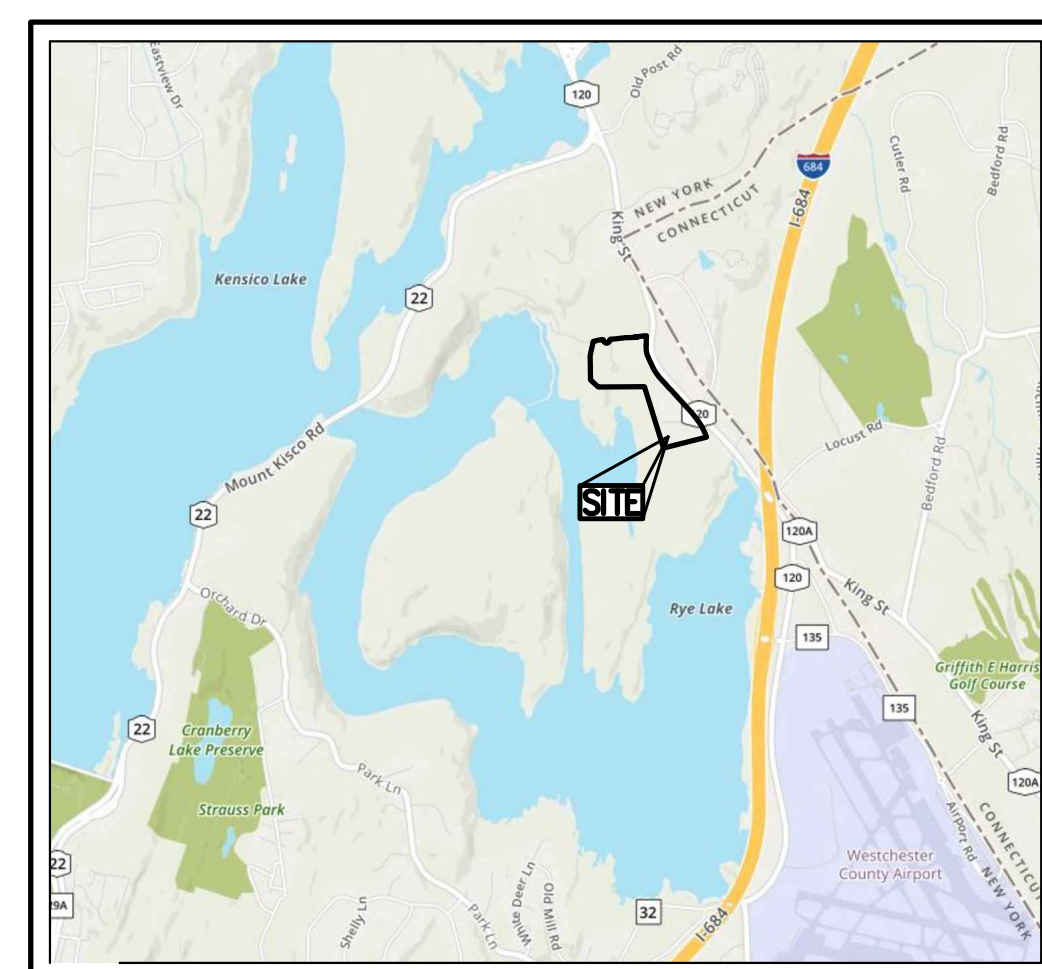 Eastview Dr
120
Old Post Rd
684
I-684
Cutler Rd
Bedford Rd
NEW YORK
CONNECTICUT
King St
Kensico Lake
22
20
Locust Rd
Bedford Rd
Mount Kisco Rd
SITE
22
120A
120
King St
Orchard Dr
Rye Lake
135
Griffith E Harris
Golf Course
135
King St
22
Cranberry
Lake Preserve
120A
Park Ln
Strauss Park
Airport Rd
CONNECTICUT
NEW YORK
Westchester
County Airport
22
29A
Shelly Ln
Park Ln
White Deer Ln
Old Mill Rd
32
I-684